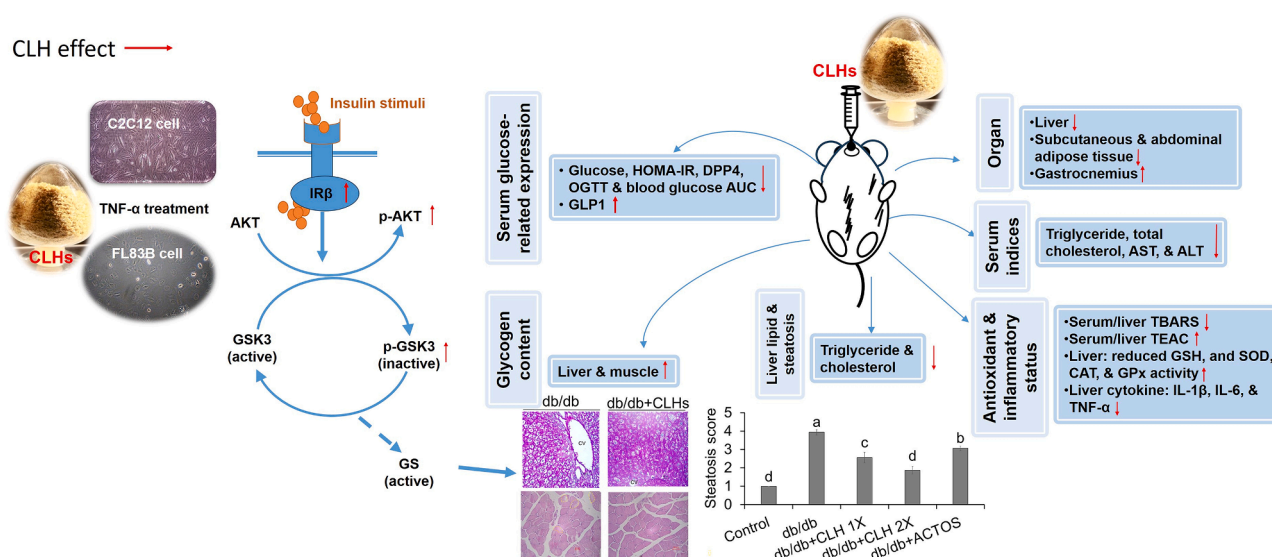 CLH effect
C2C12 cell
TNF-α treatment
CLHs
FL83B cell
Insulin stimuli
IRβ
AKT
p-AKT
GSK3
(active)
p-GSK3
(inactive)
GS
(active)
Serum glucose-
related expression
• Glucose, HOMA-IR, DPP4,
OGTT & blood glucose AUC
• GLP1
Glycogen
content
Liver & muscle
db/db
db/db+CLHs
CV
CV
CLHs
Liver lipid &
steatosis
Triglyceride &
cholesterol
Organ
•Liver
•Subcutaneous & abdominal
adipose tissue
•Gastrocnemius
Serum
indices
Triglyceride, total
cholesterol, AST, & ALT
Antioxidant &
inflammatory
status
•Serum/liver TBARS
•Serum/liver TEAC
•Liver: reduced GSH, and SOD,
CAT, & GPx activity
•Liver cytokine: IL-1β, IL-6, &
TNF-α
Steatosis score
5
4
3
2
1
0
d
a
c
d
b
Control
db/db
db/db+CLH 1X
db/db+CLH 2X
db/db+ACTOS